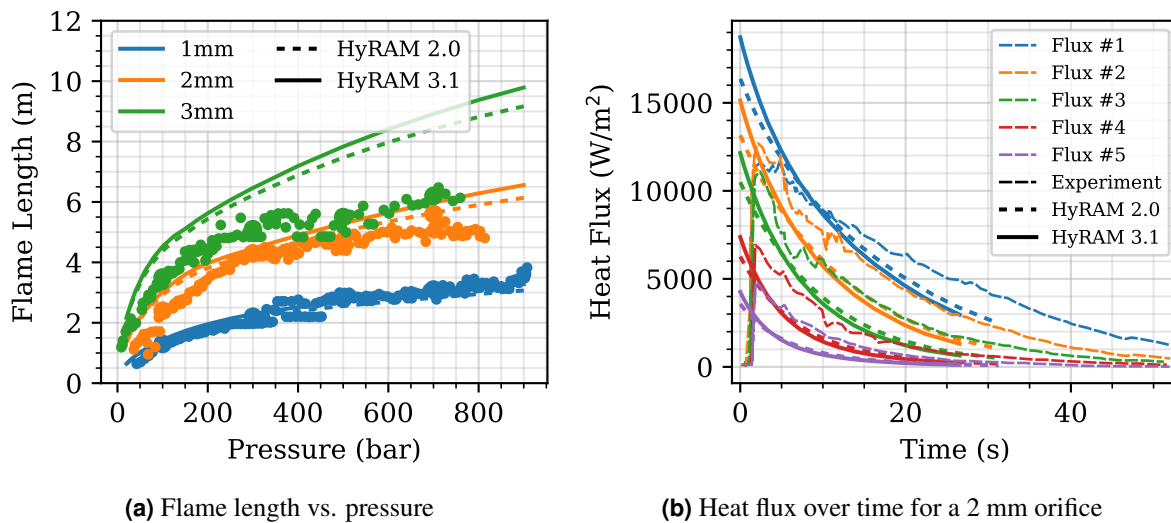 12
10
8
6
4
2
0
Flame Length (m)
1mm
2mm
3mm
HyRAM 2.0
HyRAM 3.1
0 200 400 600 800
Pressure (bar)
(a) Flame length vs. pressure
15000
10000
5000
0
Heat Flux (W/m²)
Flux #1
Flux #2
Flux #3
Flux #4
Flux #5
Experiment
HyRAM 2.0
HyRAM 3.1
0 20 40
Time (s)
(b) Heat flux over time for a 2 mm orifice